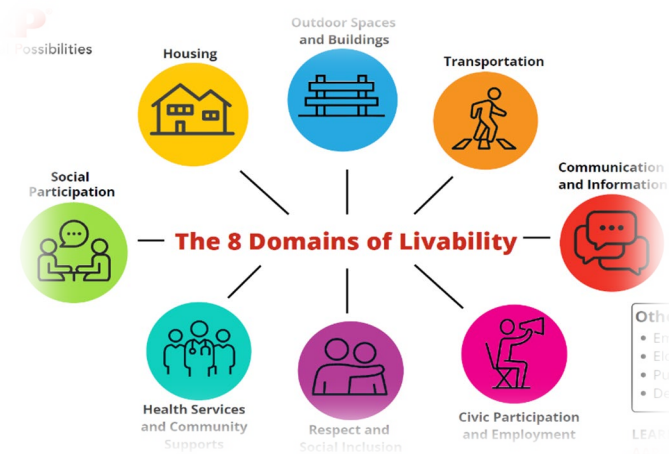 Possibilities
Outdoor Spaces
and Buildings
Housing
Transportation
Social
Participation
Communication
and Information
The 8 Domains of Livability
Health Services
and Community
Supports
Respect and
Social Inclusion
Civic Participation
and Employment